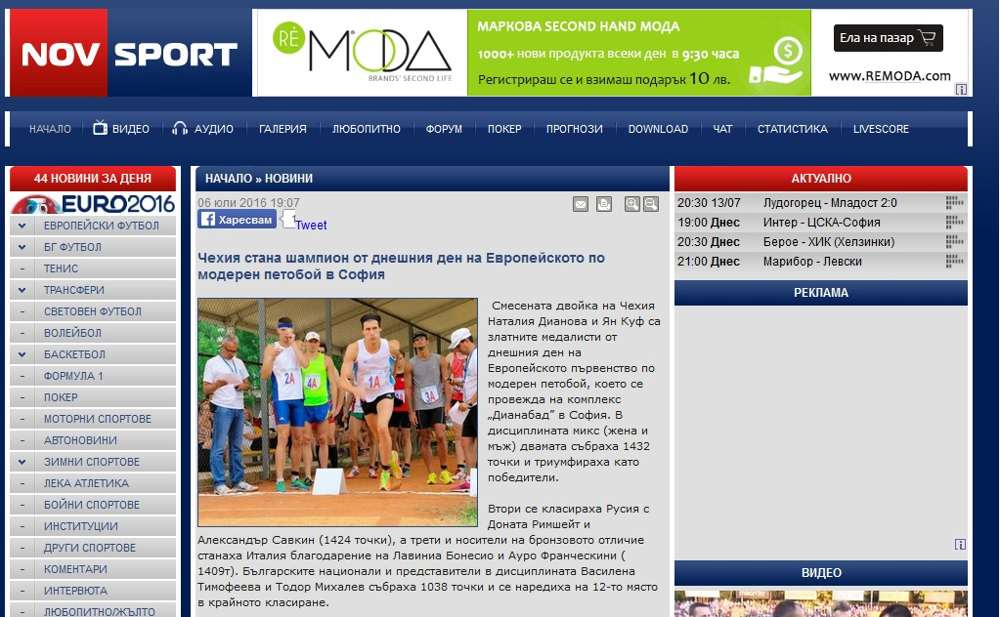 NOV SPORT
RÉ MODA
BRANDS' SECOND LIFE
МАРКОВА SECOND HAND МОДА
1000+ нови продукта всеки ден в 9:30 часа
Регистрираш се и взимаш подарък 10 лв.
Ела на пазар
www.REMODA.com
НАЧАЛО ВИДЕО АУДИО ГАЛЕРИЯ ЛЮБОПИТНО ФОРУМ ПОКЕР ПРОГНОЗИ DOWNLOAD ЧАТ СТАТИСТИКА LIVESCORE
44 НОВИНИ ЗА ДЕНЯ
EURO2016
ЕВРОПЕЙСКИ ФУТБОЛ
БГ ФУТБОЛ
ТЕНИС
ТРАНСФЕРИ
СВЕТОВЕН ФУТБОЛ
ВОЛЕЙБОЛ
БАСКЕТБОЛ
ФОРМУЛА 1
ПОКЕР
МОТОРНИ СПОРТОВЕ
АВТОНОВИНИ
ЗИМНИ СПОРТОВЕ
ЛЕКА АТЛЕТИКА
БОЙНИ СПОРТОВЕ
ИНСТИТУЦИИ
ДРУГИ СПОРТОВЕ
КОМЕНТАРИ
ИНТЕРВЮТА
ЛЮБОПИТНО/ЖЪЛТО
НАЧАЛО » НОВИНИ
06 юли 2016 19:07
Харесвам 1 Tweet
Чехия стана шампион от днешния ден на Европейското по
модерен петобой в София
2A
4A
1A
3A
Смесената двойка на Чехия
Наталия Дианова и Ян Куф са
златните медалисти от
днешния ден на
Европейското първенство по
модерен петобой, което се
провежда на комплекс
„Дианабад” в София. В
дисциплината микс (жена и
мъж) двамата събраха 1432
точки и триумфираха като
победители.
Втори се класираха Русия с
Доната Римшейт и
Александър Савкин (1424 точки), а трети и носители на бронзовото отличие
станаха Италия благодарение на Лавиниа Бонесио и Ауро Франческини (
1409т). Българските национали и представители в дисциплината Василена
Тимофеева и Тодор Михалев събраха 1038 точки и се наредиха на 12-то място
в крайното класиране.
АКТУАЛНО
20:30 13/07 Лудогорец - Младост 2:0
19:00 Днес Интер - ЦСКА-София
20:30 Днес Берое - ХИК (Хелзинки)
21:00 Днес Марибор - Левски
РЕКЛАМА
ВИДЕО